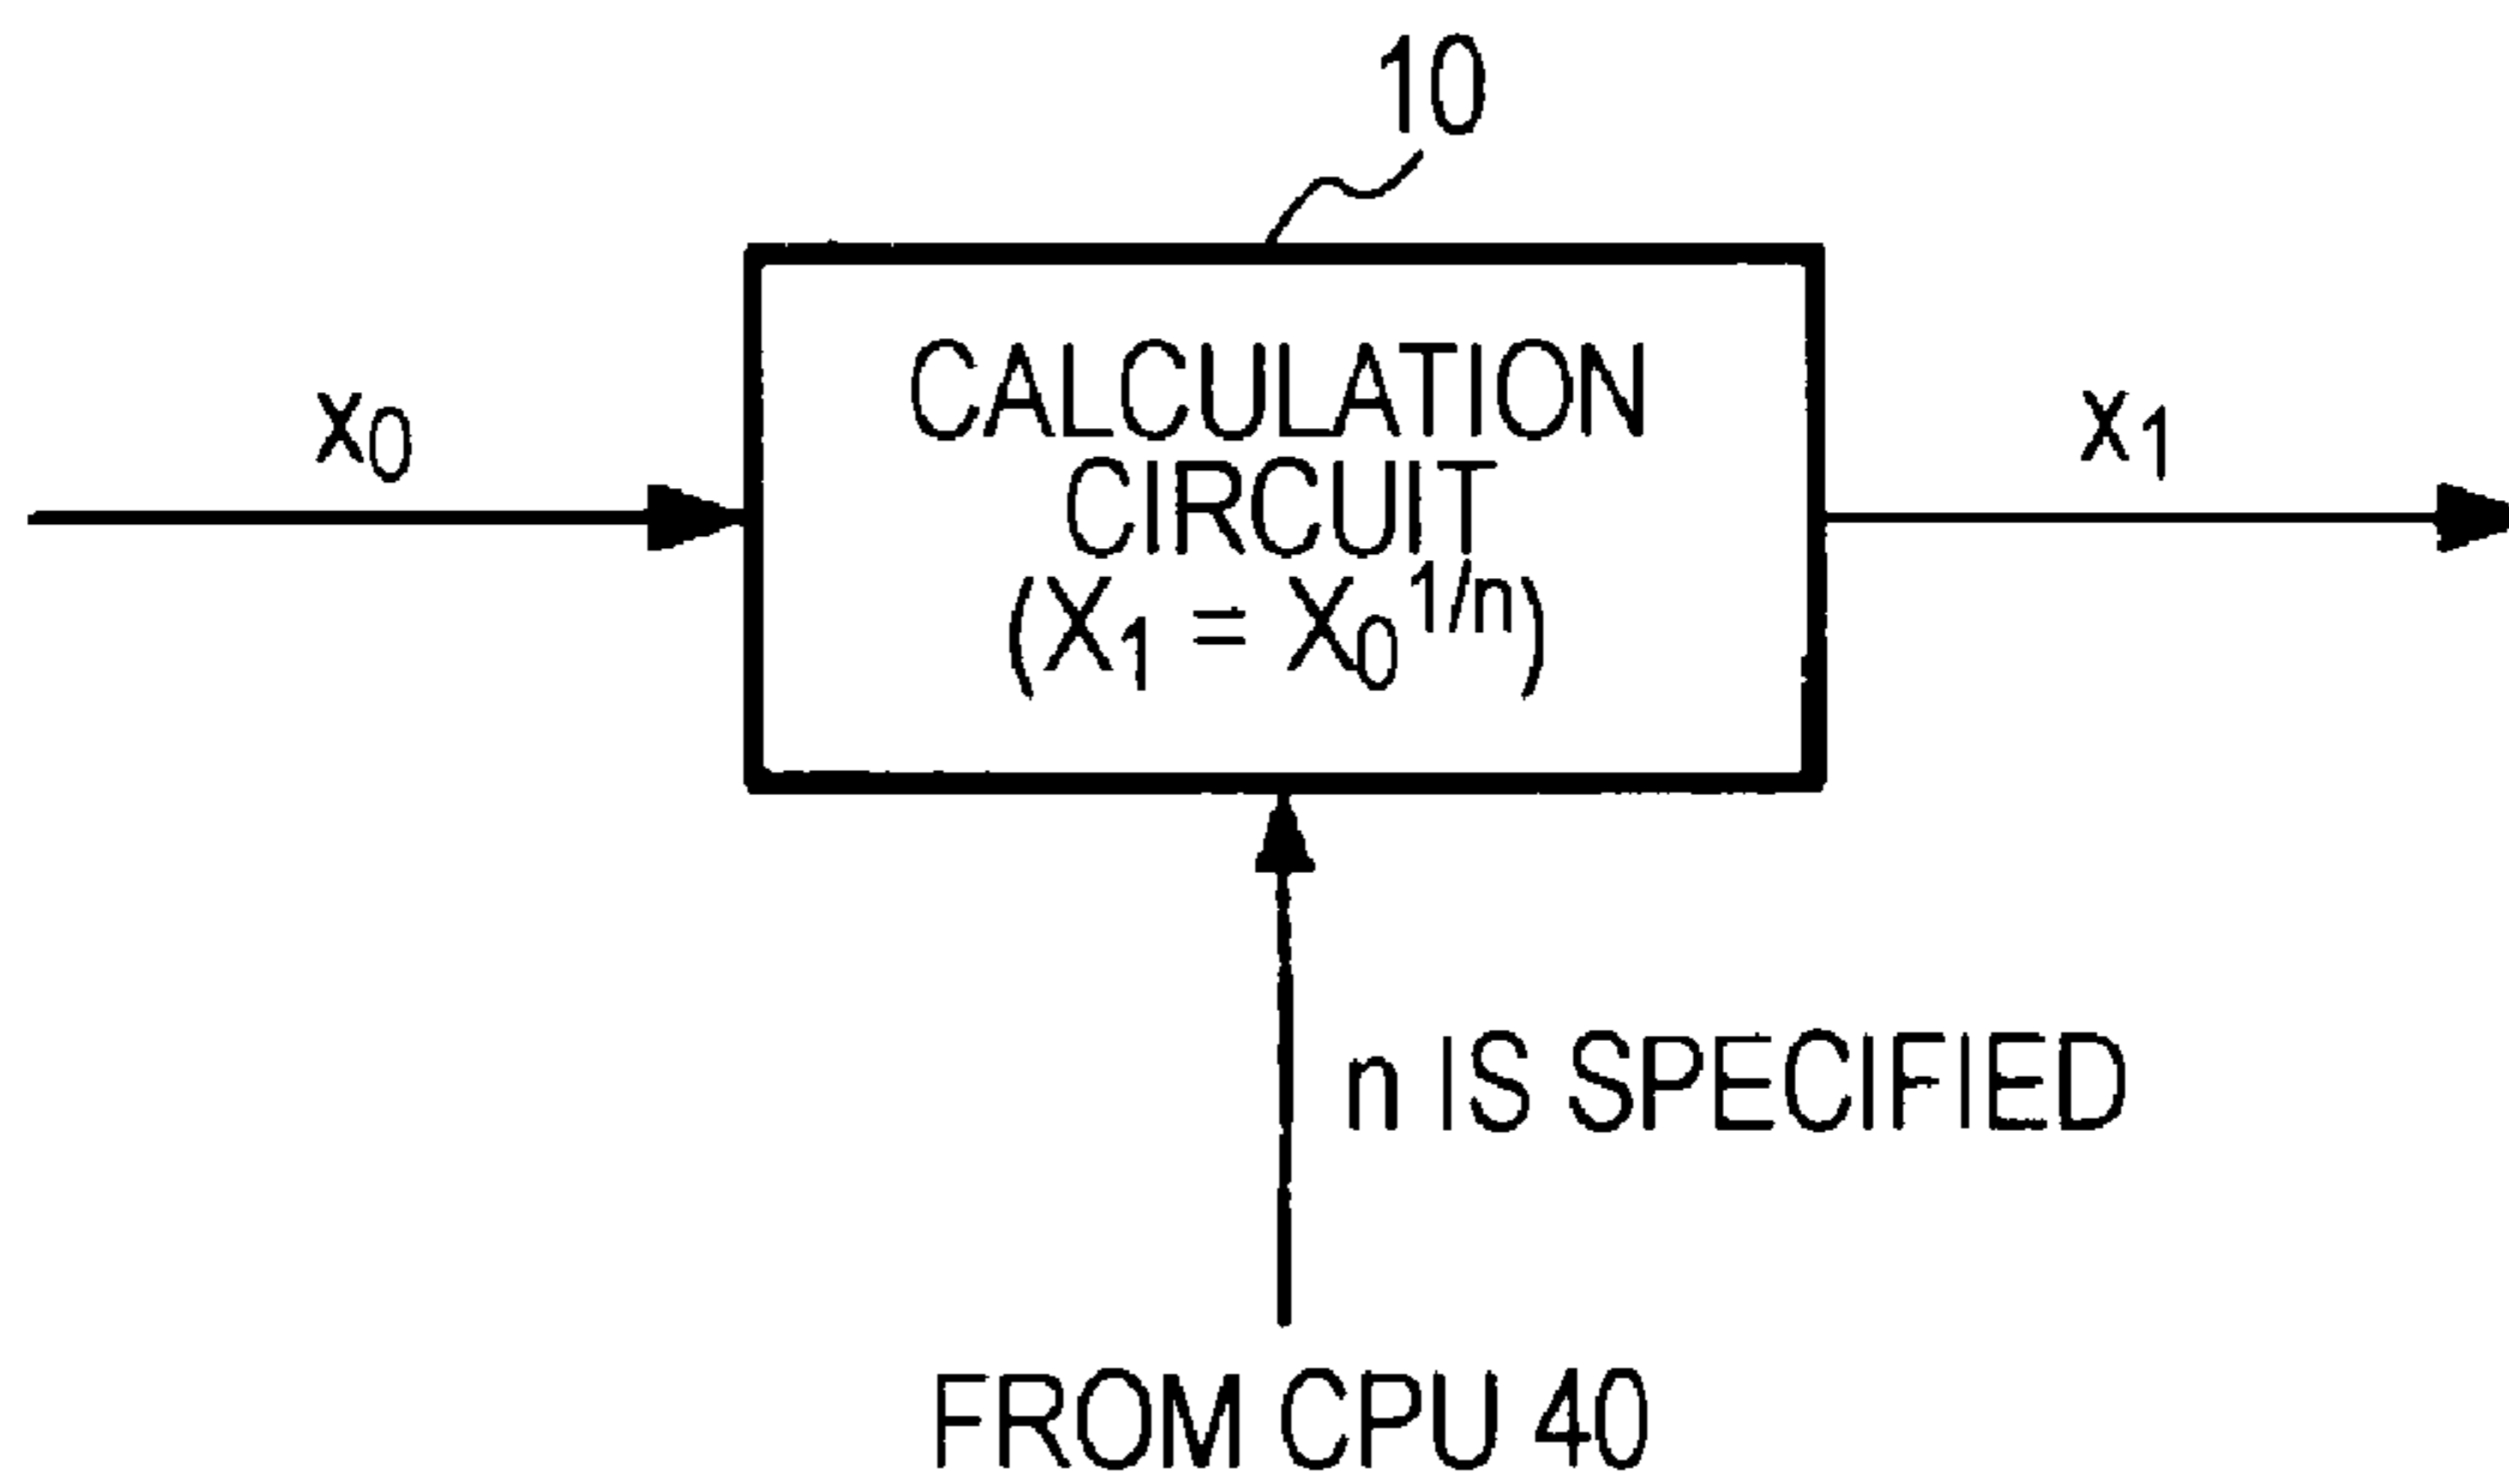 10
x₀
CALCULATION
CIRCUIT
(X₁ = X₀^{1/n})
x₁
n IS SPECIFIED
FROM CPU 40